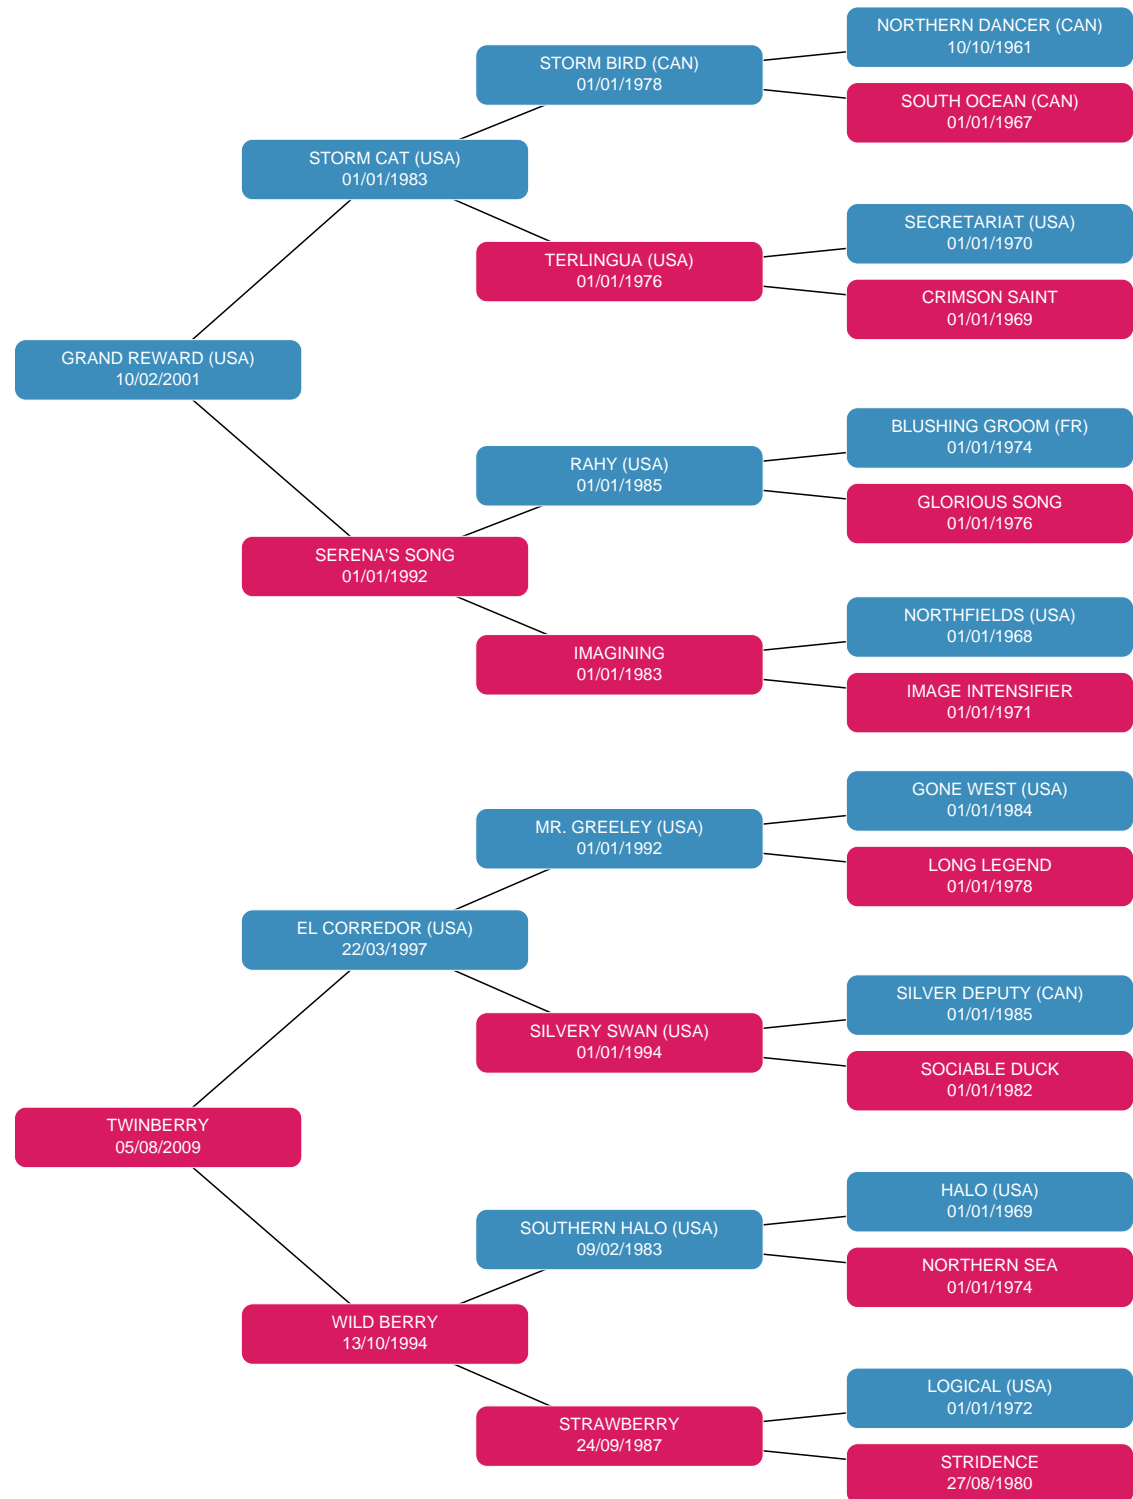 NORTHERN DANCER (CAN)
10/10/1961
STORM BIRD (CAN)
01/01/1978
SOUTH OCEAN (CAN)
01/01/1967
STORM CAT (USA)
01/01/1983
SECRETARIAT (USA)
01/01/1970
TERLINGUA (USA)
01/01/1976
CRIMSON SAINT
01/01/1969
GRAND REWARD (USA)
10/02/2001
BLUSHING GROOM (FR)
01/01/1974
RAHY (USA)
01/01/1985
GLORIOUS SONG
01/01/1976
SERENA'S SONG
01/01/1992
NORTHFIELDS (USA)
01/01/1968
IMAGINING
01/01/1983
IMAGE INTENSIFIER
01/01/1971
GONE WEST (USA)
01/01/1984
MR. GREELEY (USA)
01/01/1992
LONG LEGEND
01/01/1978
EL CORREDOR (USA)
22/03/1997
SILVER DEPUTY (CAN)
01/01/1985
SILVERY SWAN (USA)
01/01/1994
SOCIABLE DUCK
01/01/1982
TWINBERRY
05/08/2009
HALO (USA)
01/01/1969
SOUTHERN HALO (USA)
09/02/1983
NORTHERN SEA
01/01/1974
WILD BERRY
13/10/1994
LOGICAL (USA)
01/01/1972
STRAWBERRY
24/09/1987
STRIDENCE
27/08/1980